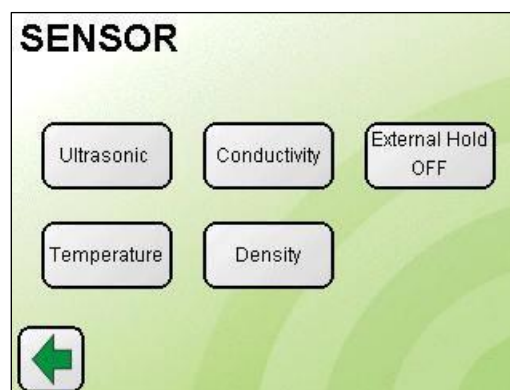 SENSOR
Ultrasonic
Conductivity
External Hold
OFF
Temperature
Density